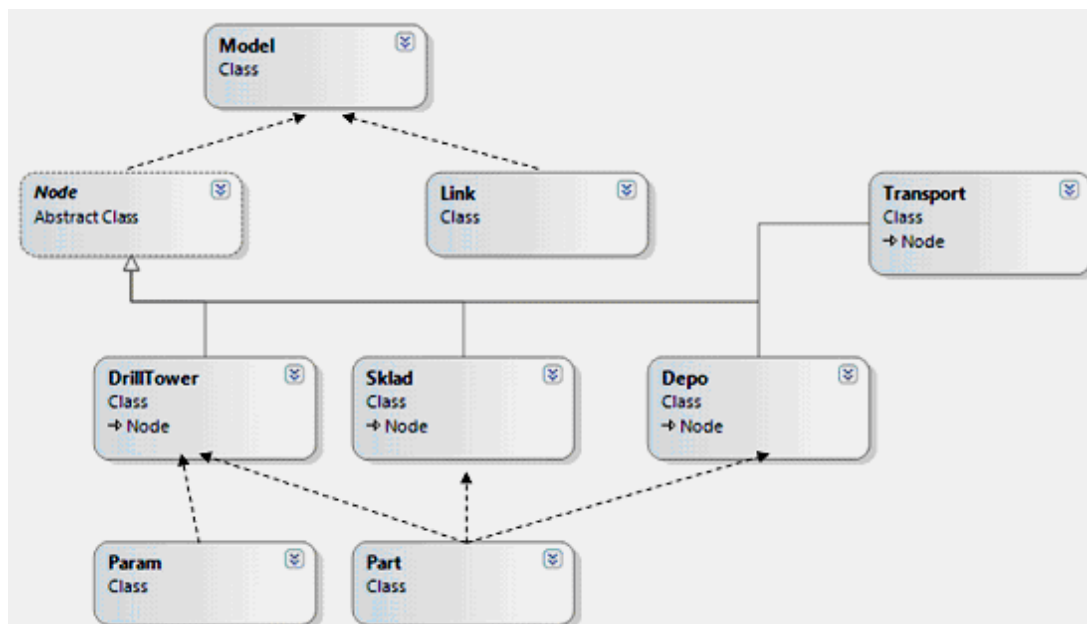 Model
Class
Node
Abstract Class
Link
Class
Transport
Class
→ Node
DrillTower
Class
→ Node
Sklad
Class
→ Node
Depo
Class
→ Node
Param
Class
Part
Class